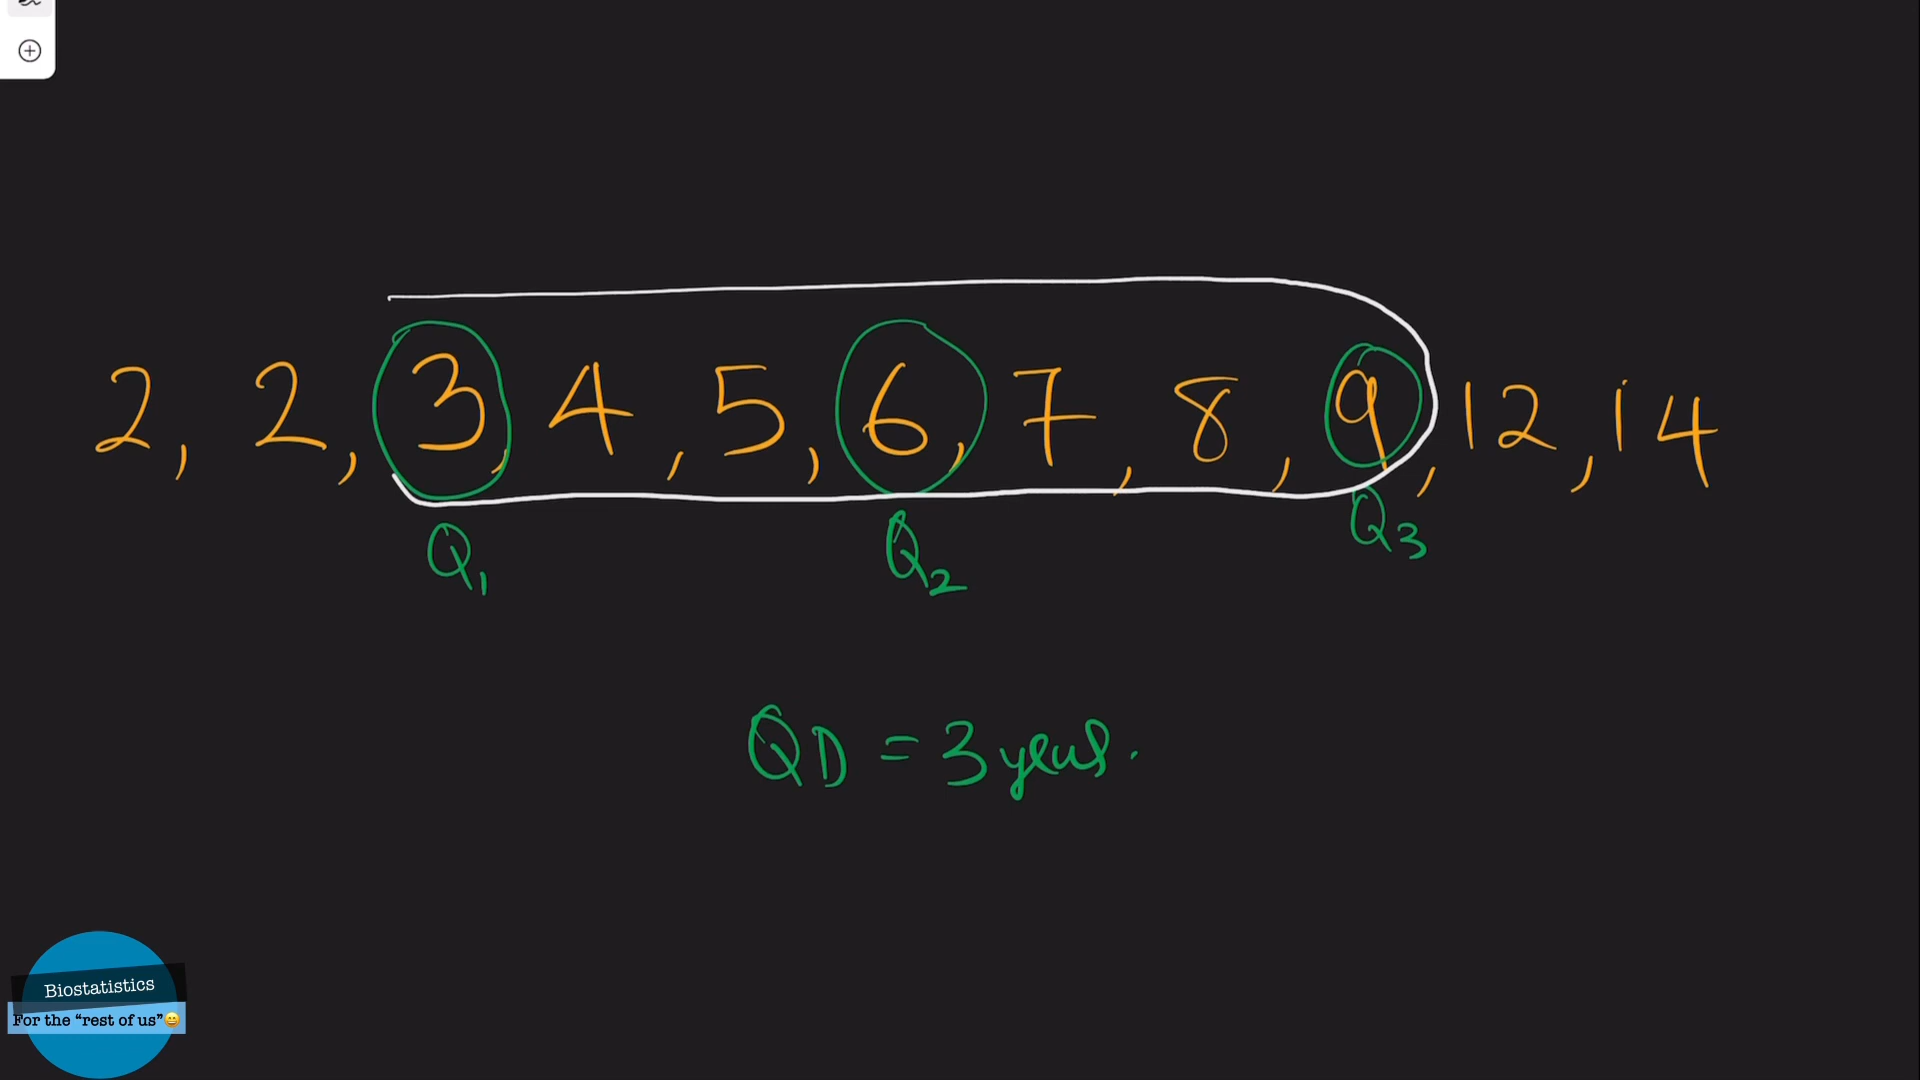 2, 2, 3, 4, 5, 6, 7, 8, 9, 12, 14
Q1 Q2 Q3
QD = 3 years.
Biostatistics
For the “rest of us”😄